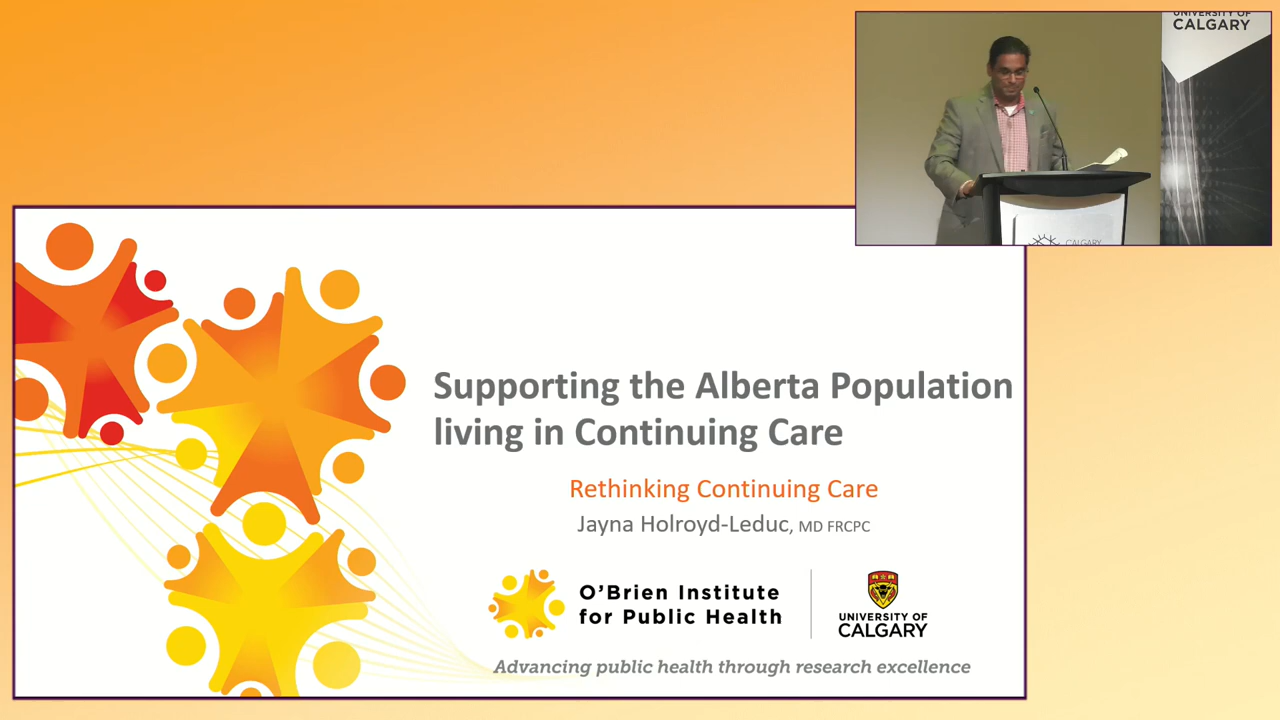 UNIVERSITY OF
CALGARY
CALGARY
Supporting the Alberta Population
living in Continuing Care
Rethinking Continuing Care
Jayna Holroyd-Leduc, MD FRCPC
O'Brien Institute
for Public Health
UNIVERSITY OF
CALGARY
Advancing public health through research excellence